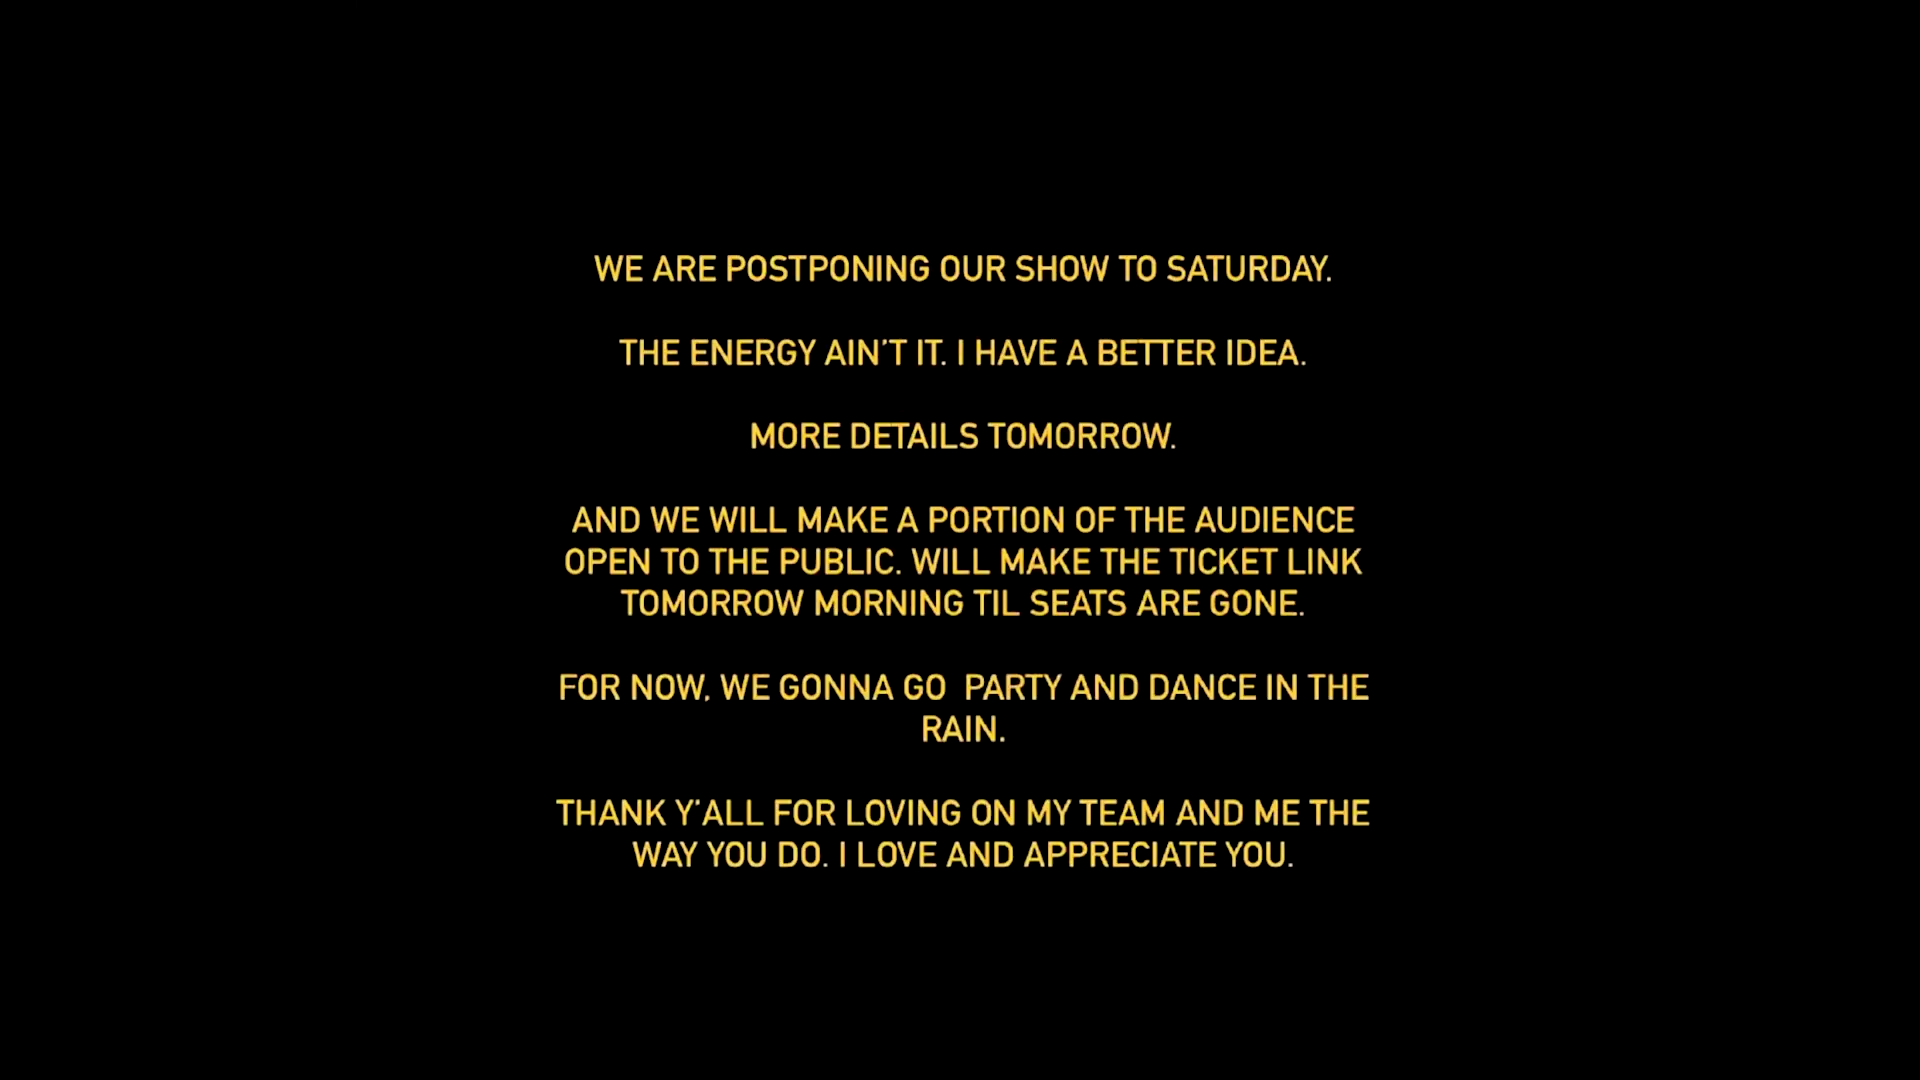 WE ARE POSTPONING OUR SHOW TO SATURDAY.
THE ENERGY AIN'T IT. I HAVE A BETTER IDEA.
MORE DETAILS TOMORROW.
AND WE WILL MAKE A PORTION OF THE AUDIENCE
OPEN TO THE PUBLIC. WILL MAKE THE TICKET LINK
TOMORROW MORNING TIL SEATS ARE GONE.
FOR NOW, WE GONNA GO  PARTY AND DANCE IN THE
RAIN.
THANK Y'ALL FOR LOVING ON MY TEAM AND ME THE
WAY YOU DO. I LOVE AND APPRECIATE YOU.